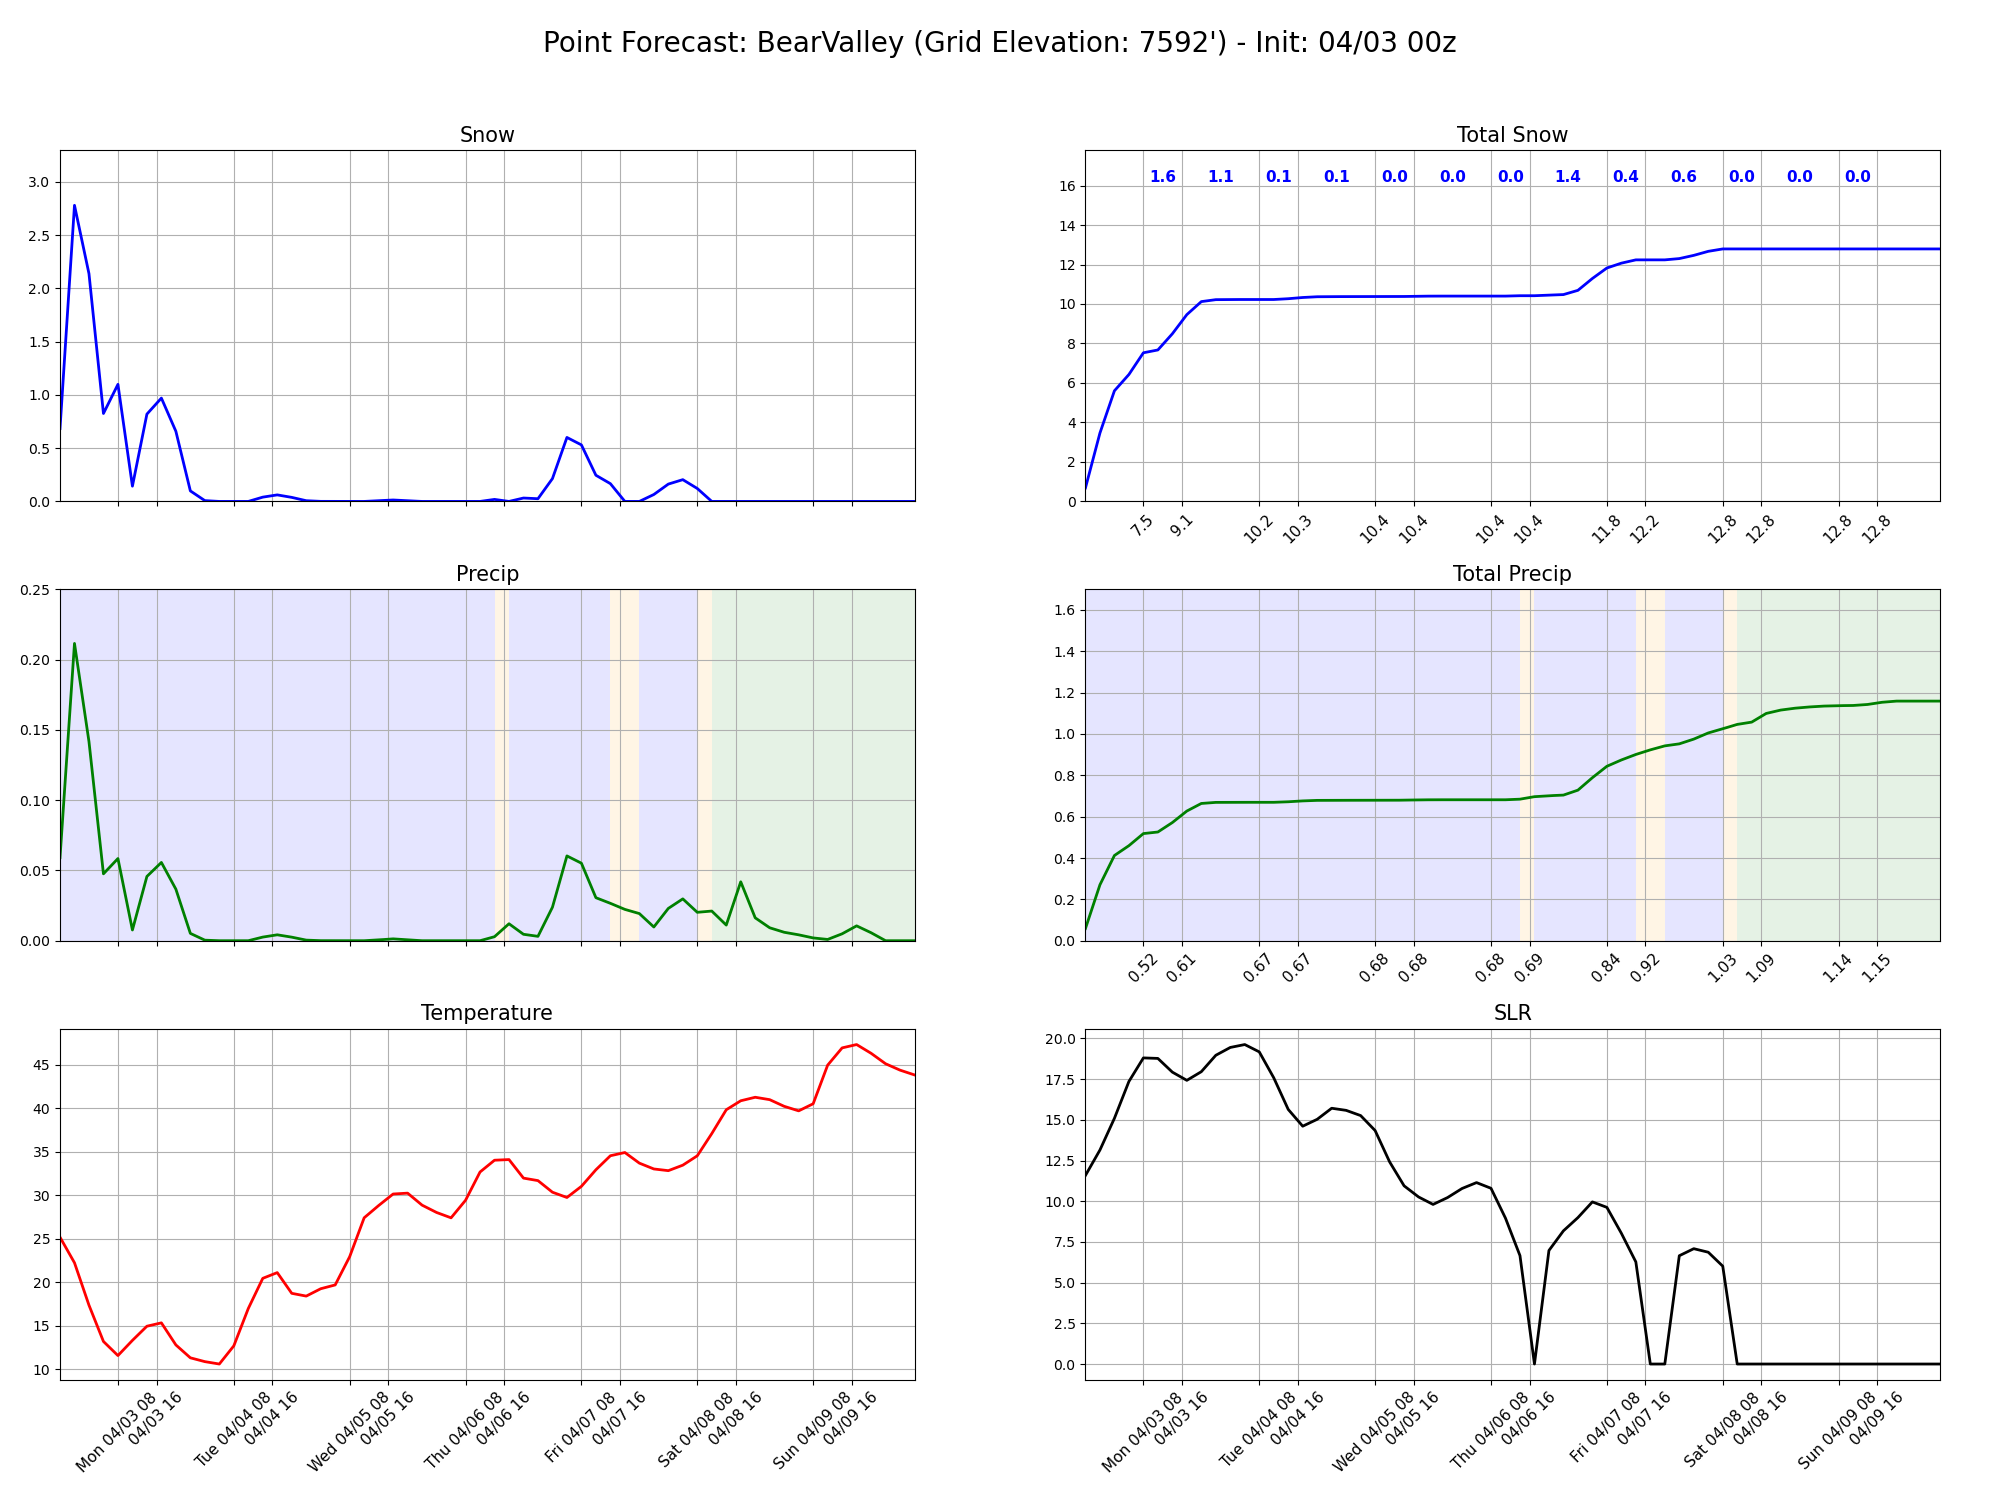 Point Forecast: BearValley (Grid Elevation: 7592') - Init: 04/03 00z
Snow
3.0
2.5
2.0
1.5
1.0
0.5
0.0
Total Snow
1.6 1.1 0.1 0.1 0.0 0.0 0.0 1.4 0.4 0.6 0.0 0.0 0.0
16
14
12
10
8
6
4
2
0
7.5 9.1 10.2 10.3 10.4 10.4 10.4 10.4 11.8 12.2 12.8 12.8 12.8 12.8
Precip
0.25
0.20
0.15
0.10
0.05
0.00
Total Precip
1.6
1.4
1.2
1.0
0.8
0.6
0.4
0.2
0.0
0.52 0.61 0.67 0.67 0.68 0.68 0.68 0.69 0.84 0.92 1.03 1.09 1.14 1.15
Temperature
45
40
35
30
25
20
15
10
Mon 04/03 08
04/03 16
Tue 04/04 08
04/04 16
Wed 04/05 08
04/05 16
Thu 04/06 08
04/06 16
Fri 04/07 08
04/07 16
Sat 04/08 08
04/08 16
Sun 04/09 08
04/09 16
SLR
20.0
17.5
15.0
12.5
10.0
7.5
5.0
2.5
0.0
Mon 04/03 08
04/03 16
Tue 04/04 08
04/04 16
Wed 04/05 08
04/05 16
Thu 04/06 08
04/06 16
Fri 04/07 08
04/07 16
Sat 04/08 08
04/08 16
Sun 04/09 08
04/09 16